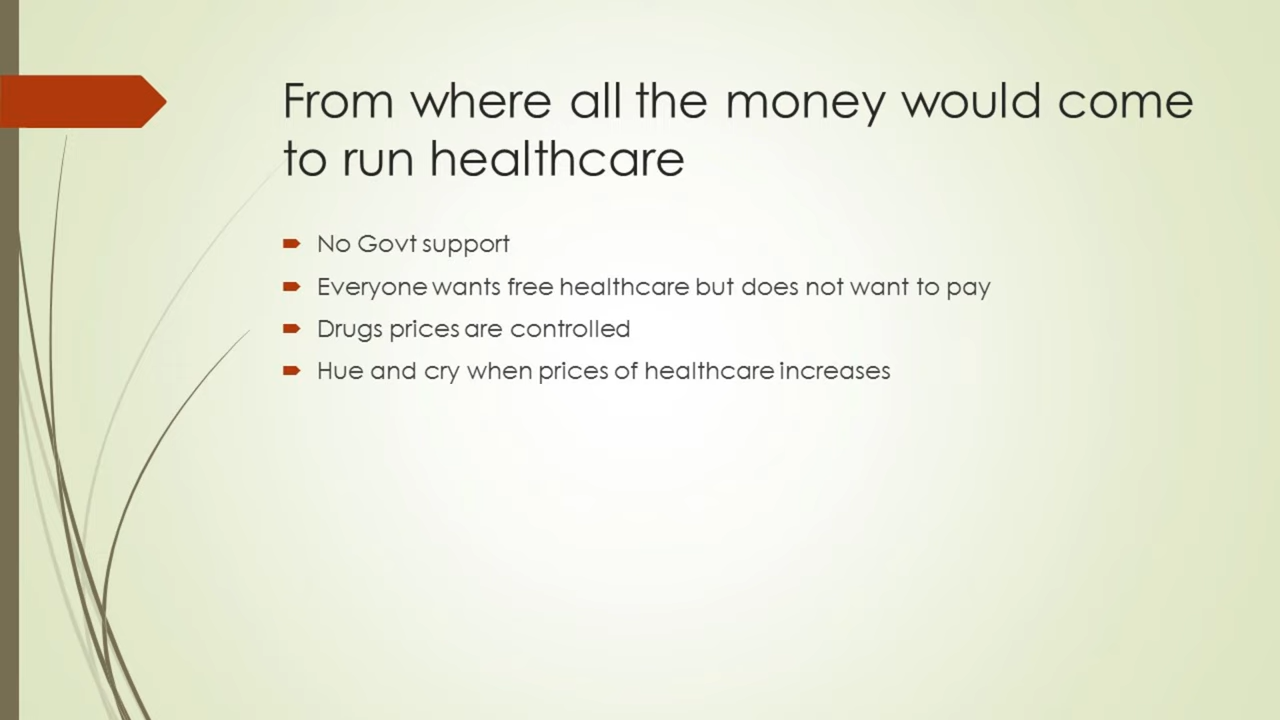 From where all the money would come
to run healthcare
No Govt support
Everyone wants free healthcare but does not want to pay
Drugs prices are controlled
Hue and cry when prices of healthcare increases